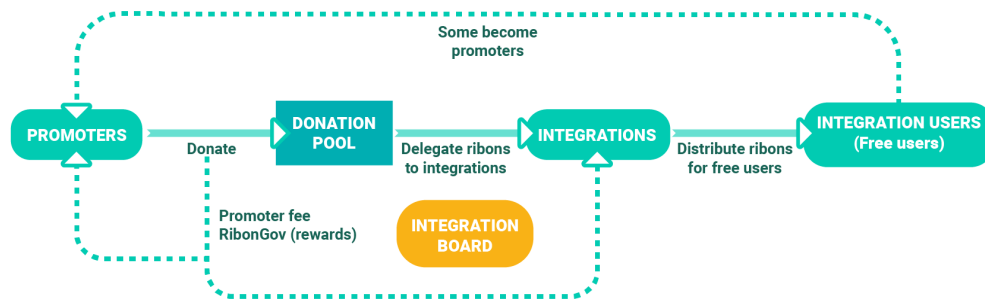 Some become
promoters
PROMOTERS
Donate
DONATION
POOL
Delegate ribons
to integrations
INTEGRATIONS
Distribute ribons
for free users
INTEGRATION USERS
(Free users)
Promoter fee
RibonGov (rewards)
INTEGRATION
BOARD